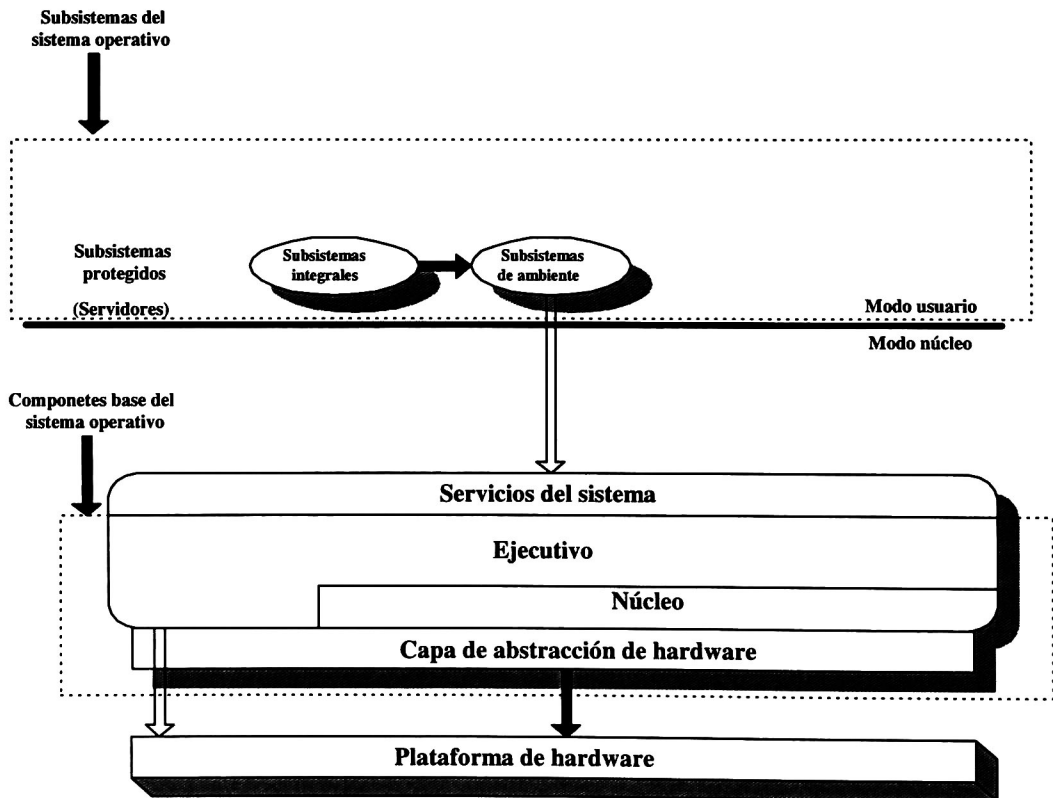 Subsistemas del
sistema operativo
Subsistemas
protegidos
(Servidores)
Subsistemas
integrales
Subsistemas
de ambiente
Modo usuario
Modo núcleo
Componetes base del
sistema operativo
Servicios del sistema
Ejecutivo
Núcleo
Capa de abstracción de hardware
Plataforma de hardware